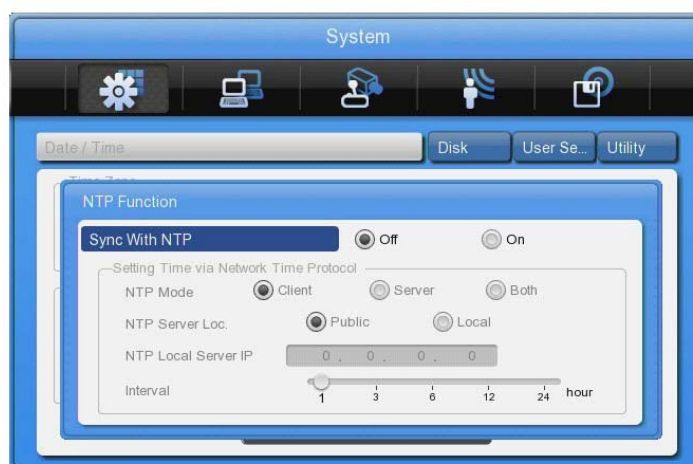 System
Date / Time Disk User Se... Utility
Time Zone
NTP Function
Sync With NTP Off On
Setting Time via Network Time Protocol
NTP Mode Client Server Both
NTP Server Loc. Public Local
NTP Local Server IP 0 . 0 . 0 . 0
Interval 1 3 6 12 24 hour